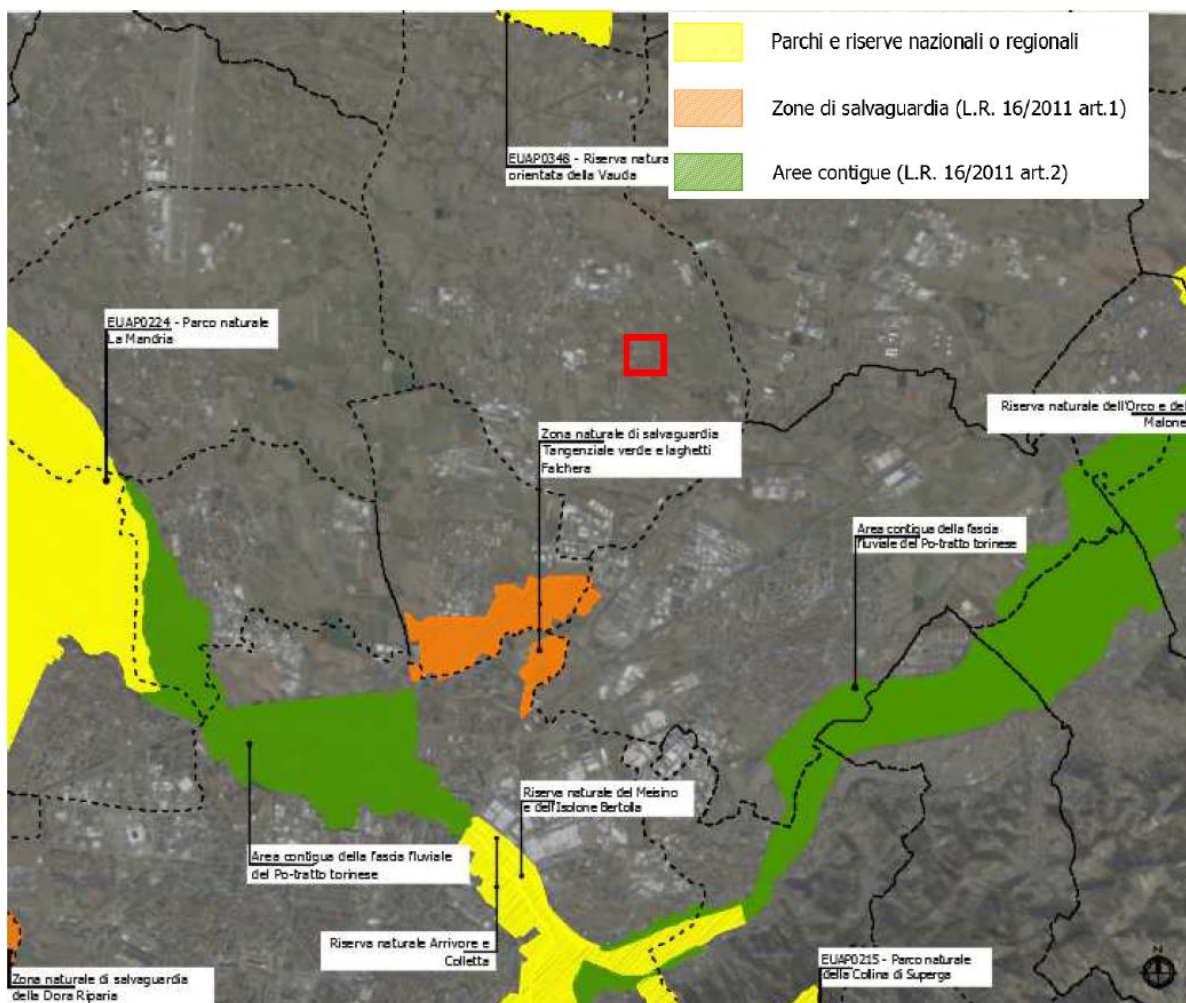 Parchi e riserve nazionali o regionali
Zone di salvaguardia (L.R. 16/2011 art.1)
Aree contigue (L.R. 16/2011 art.2)
EUAP0348 - Riserva natura
orientata della Vauda
EUAP0224 - Parco naturale
La Mandria
Riserva naturale dell'Orco e del
Malone
Zona naturale di salvaguardia
Tangenziale verde e laghetti
Falchera
Area contigua della fascia
fluviale del Po-tratto torinese
Riserva naturale del Meisino
e dell'Isolone Bertolla
Area contigua della fascia fluviale
del Po-tratto torinese
Riserva naturale Arrivore e
Colletta
EUAP0215 - Parco naturale
della Collina di Superga
Zona naturale di salvaguardia
della Dora Riparia
N